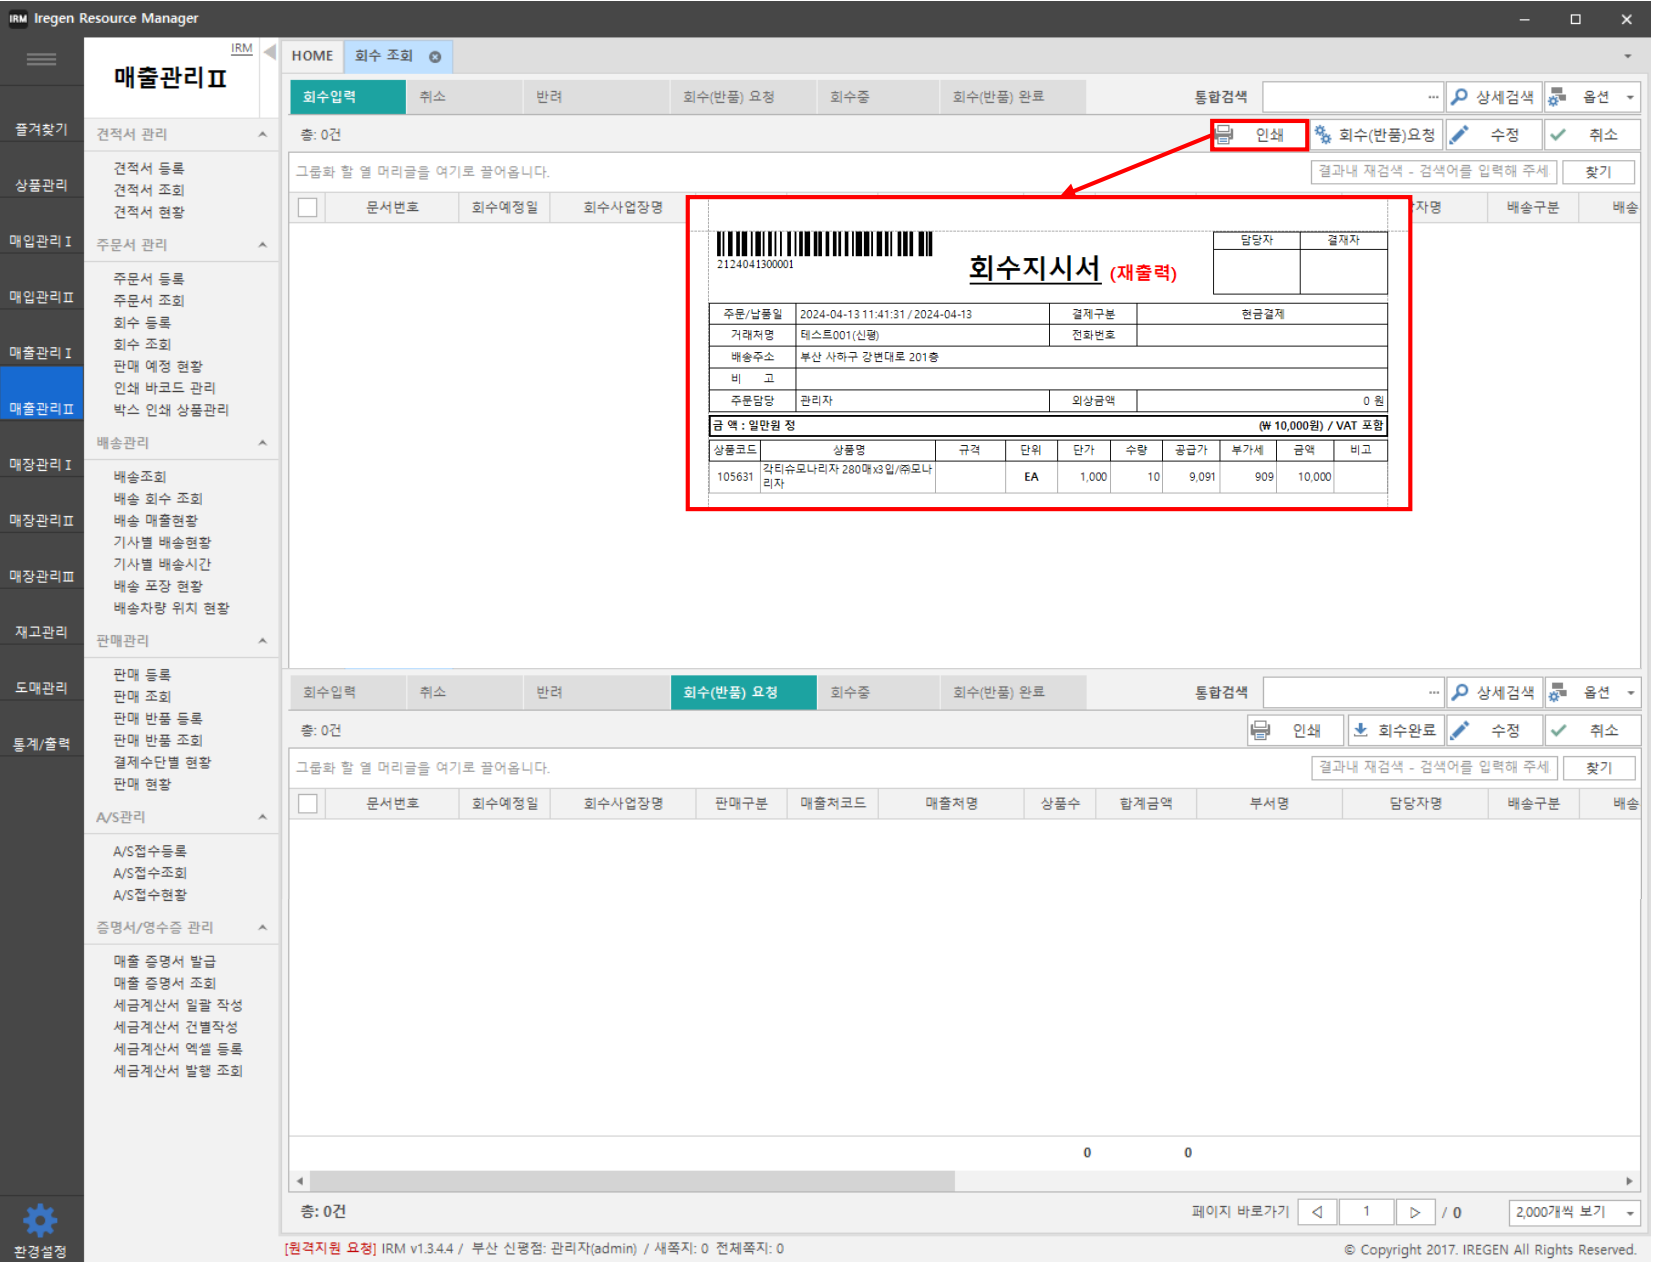 IRM Iregen Resource Manager
IRM
매출관리Ⅱ
즐겨찾기
상품관리
매입관리Ⅰ
매입관리Ⅱ
매출관리Ⅰ
매출관리Ⅱ
매장관리Ⅰ
매장관리Ⅱ
매장관리Ⅲ
재고관리
도매관리
통계/출력
환경설정
견적서 관리
견적서 등록
견적서 조회
견적서 현황
주문서 관리
주문서 등록
주문서 조회
회수 등록
회수 조회
판매 예정 현황
인쇄 바코드 관리
박스 인쇄 상품관리
배송관리
배송조회
배송 회수 조회
배송 매출현황
기사별 배송현황
기사별 배송시간
배송 포장 현황
배송차량 위치 현황
판매관리
판매 등록
판매 조회
판매 반품 등록
판매 반품 조회
결제수단별 현황
판매 현황
A/S관리
A/S접수등록
A/S접수조회
A/S접수현황
증명서/영수증 관리
매출 증명서 발급
매출 증명서 조회
세금계산서 일괄 작성
세금계산서 건별작성
세금계산서 엑셀 등록
세금계산서 발행 조회
HOME 회수 조회
회수입력 취소 반려 회수(반품) 요청 회수중 회수(반품) 완료 통합검색 ... 상세검색 옵션
총: 0건 인쇄 회수(반품)요청 수정 취소
그룹화 할 열 머리글을 여기로 끌어옵니다. 결과내 재검색 - 검색어를 입력해 주세 찾기
문서번호 회수예정일 회수사업장명 자명 배송구분 배송
2124041300001
회수지시서 (재출력)
담당자 결재자
주문/납품일 2024-04-13 11:41:31 / 2024-04-13 결제구분 현금결제
거래처명 테스트001(신평) 전화번호
배송주소 부산 사하구 강변대로 201층
비 고
주문담당 관리자 외상금액 0 원
금 액 : 일만원 정 (₩ 10,000원) / VAT 포함
상품코드 상품명 규격 단위 단가 수량 공급가 부가세 금액 비고
105631 각티슈모나리자 280매x3입/㈜모나리자 EA 1,000 10 9,091 909 10,000
회수입력 취소 반려 회수(반품) 요청 회수중 회수(반품) 완료 통합검색 ... 상세검색 옵션
총: 0건 인쇄 회수완료 수정 취소
그룹화 할 열 머리글을 여기로 끌어옵니다. 결과내 재검색 - 검색어를 입력해 주세 찾기
문서번호 회수예정일 회수사업장명 판매구분 매출처코드 매출처명 상품수 합계금액 부서명 담당자명 배송구분 배송
0 0
총: 0건 페이지 바로가기 1 / 0 2,000개씩 보기
[원격지원 요청] IRM v1.3.4.4 / 부산 신평점: 관리자(admin) / 새쪽지: 0 전체쪽지: 0 © Copyright 2017. IREGEN All Rights Reserved.